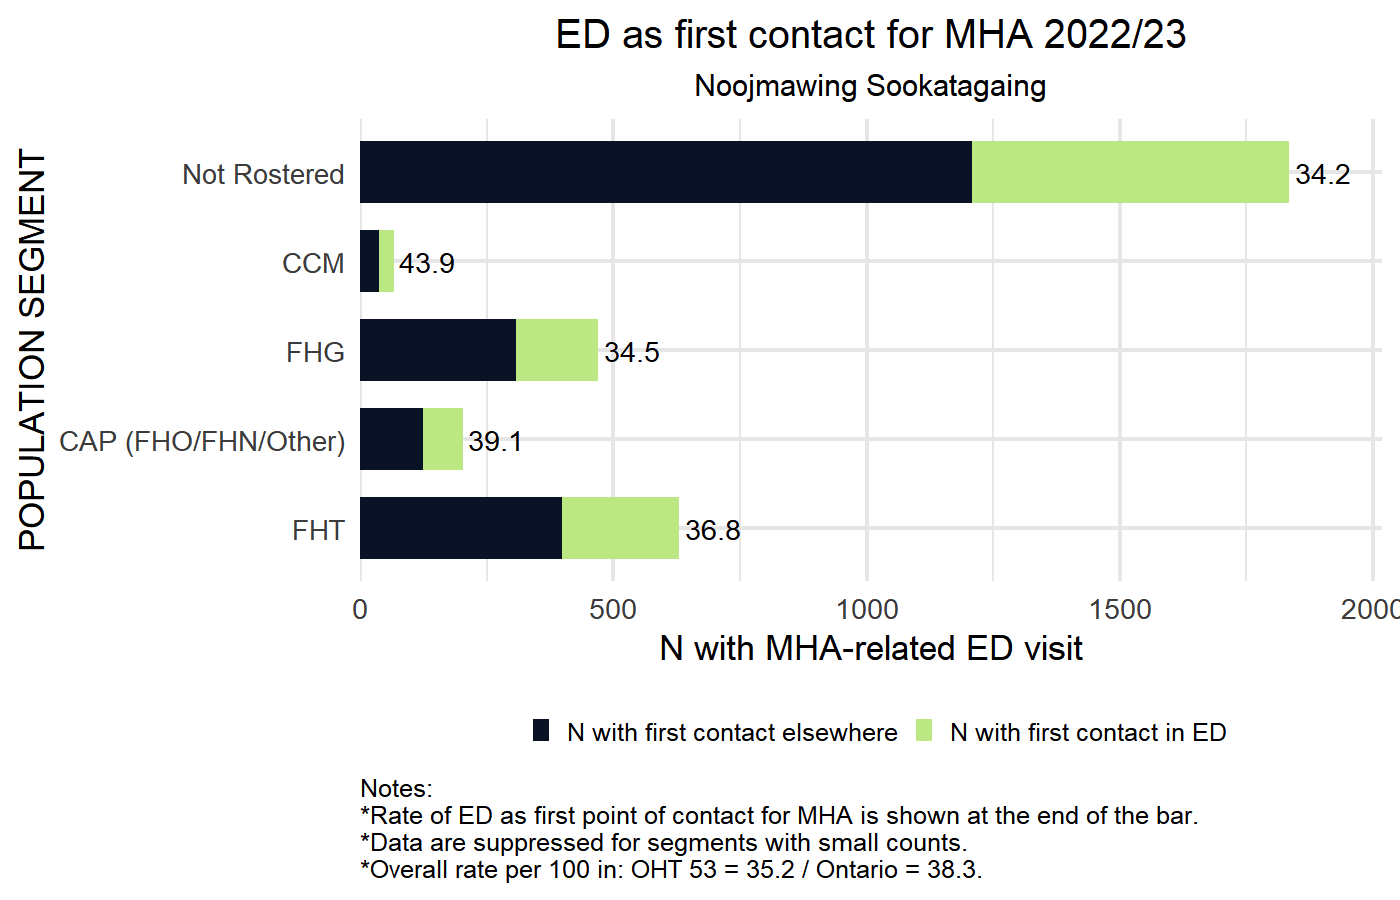 ED as first contact for MHA 2022/23
Noojmawing Sookatagaing
POPULATION SEGMENT
Not Rostered
34.2
CCM
43.9
FHG
34.5
CAP (FHO/FHN/Other)
39.1
FHT
36.8
0 500 1000 1500 2000
N with MHA-related ED visit
N with first contact elsewhere N with first contact in ED
Notes:
*Rate of ED as first point of contact for MHA is shown at the end of the bar.
*Data are suppressed for segments with small counts.
*Overall rate per 100 in: OHT 53 = 35.2 / Ontario = 38.3.